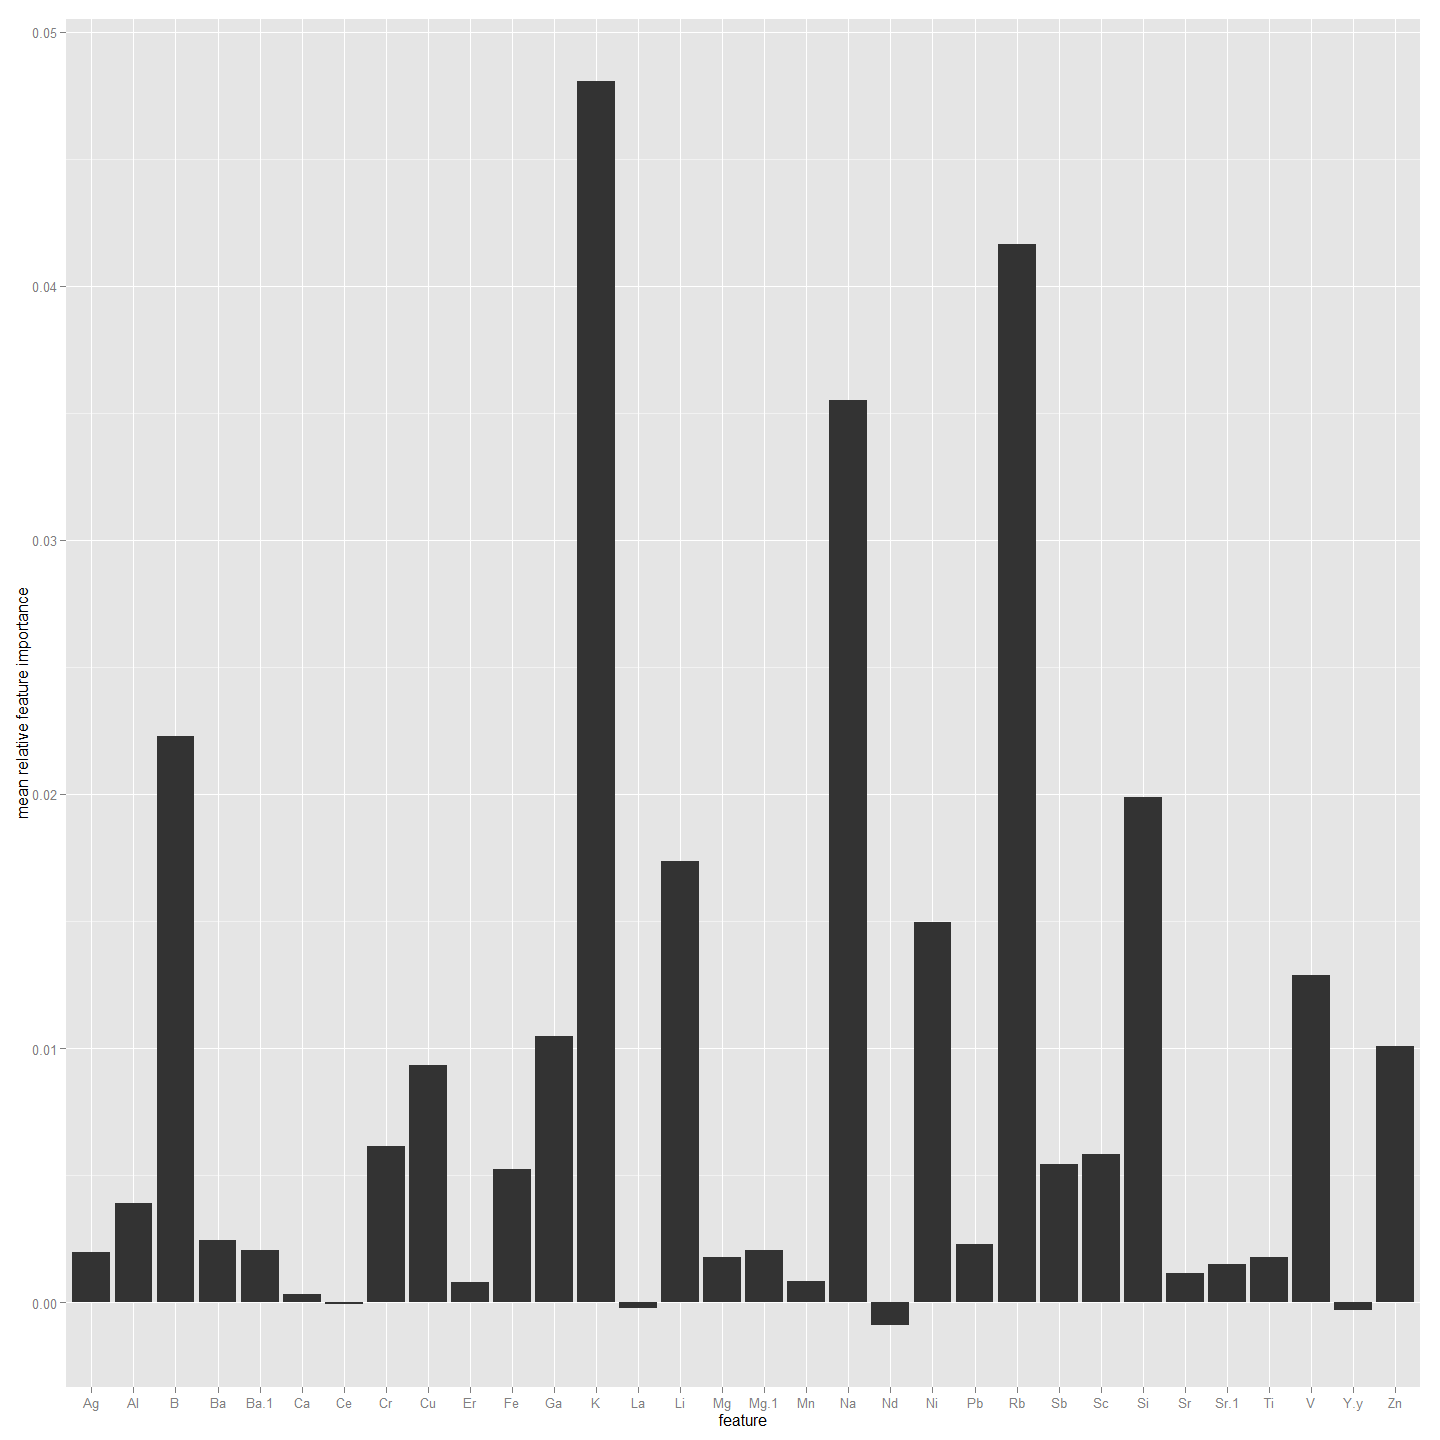 0.05
0.04
0.03
0.02
0.01
0.00
mean relative feature importance
Ag Al B Ba Ba.1 Ca Ce Cr Cu Er Fe Ga K La Li Mg Mg.1 Mn Na Nd Ni Pb Rb Sb Sc Si Sr Sr.1 Ti V Y.y Zn
feature